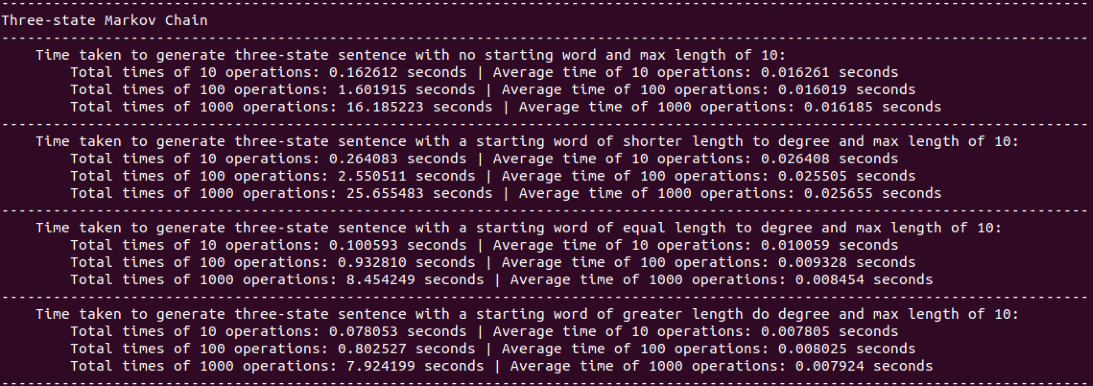 Three-state Markov Chain
Time taken to generate three-state sentence with no starting word and max length of 10:
Total times of 10 operations: 0.162612 seconds | Average time of 10 operations: 0.016261 seconds
Total times of 100 operations: 1.601915 seconds | Average time of 100 operations: 0.016019 seconds
Total times of 1000 operations: 16.185223 seconds | Average time of 1000 operations: 0.016185 seconds
Time taken to generate three-state sentence with a starting word of shorter length to degree and max length of 10:
Total times of 10 operations: 0.264083 seconds | Average time of 10 operations: 0.026408 seconds
Total times of 100 operations: 2.550511 seconds | Average time of 100 operations: 0.025505 seconds
Total times of 1000 operations: 25.655483 seconds | Average time of 1000 operations: 0.025655 seconds
Time taken to generate three-state sentence with a starting word of equal length to degree and max length of 10:
Total times of 10 operations: 0.100593 seconds | Average time of 10 operations: 0.010059 seconds
Total times of 100 operations: 0.932810 seconds | Average time of 100 operations: 0.009328 seconds
Total times of 1000 operations: 8.454249 seconds | Average time of 1000 operations: 0.008454 seconds
Time taken to generate three-state sentence with a starting word of greater length do degree and max length of 10:
Total times of 10 operations: 0.078053 seconds | Average time of 10 operations: 0.007805 seconds
Total times of 100 operations: 0.802527 seconds | Average time of 100 operations: 0.008025 seconds
Total times of 1000 operations: 7.924199 seconds | Average time of 1000 operations: 0.007924 seconds